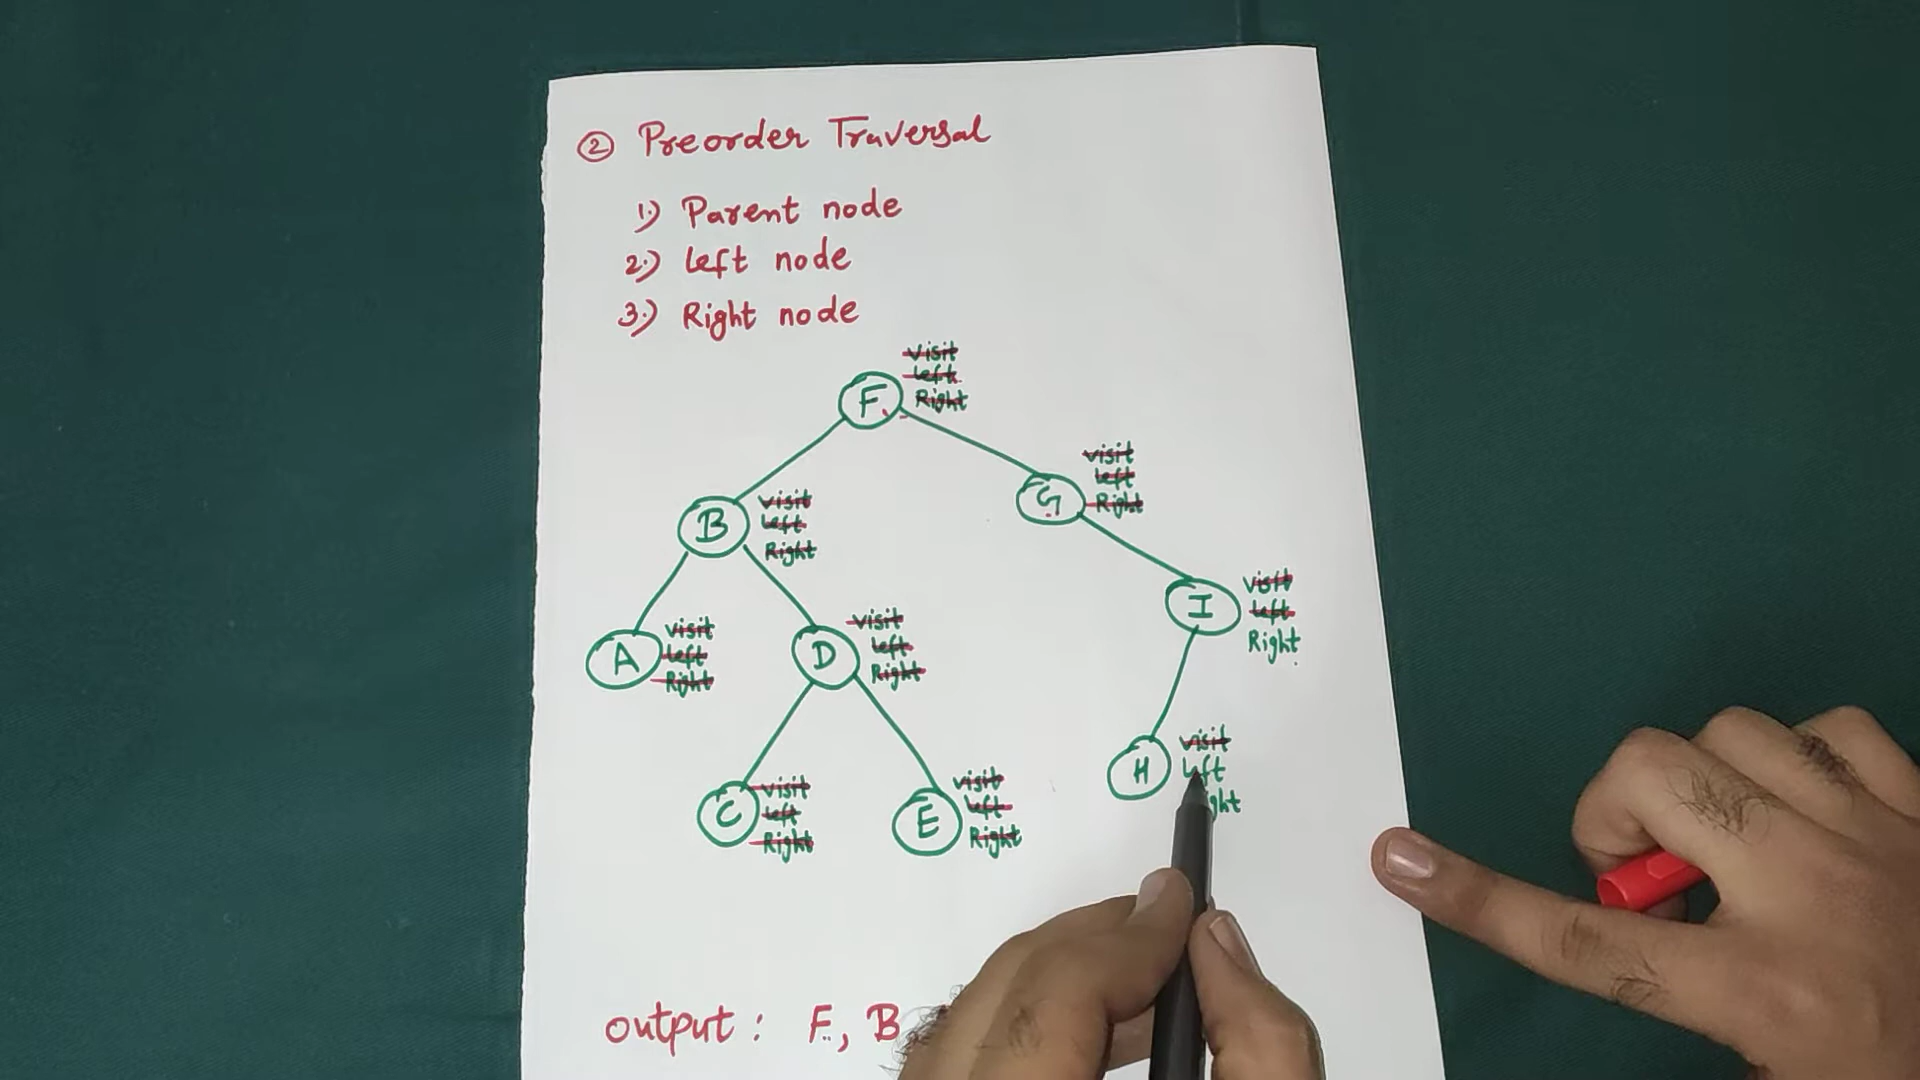 ② Preorder Traversal
1.) Parent node
2.) Left node
3.) Right node
F
visit
left
Right
G
visit
left
Right
B
visit
left
Right
I
visit
left
Right
A
visit
left
Right
D
visit
left
Right
H
visit
left
C
visit
left
Right
E
visit
left
Right
output : F, B